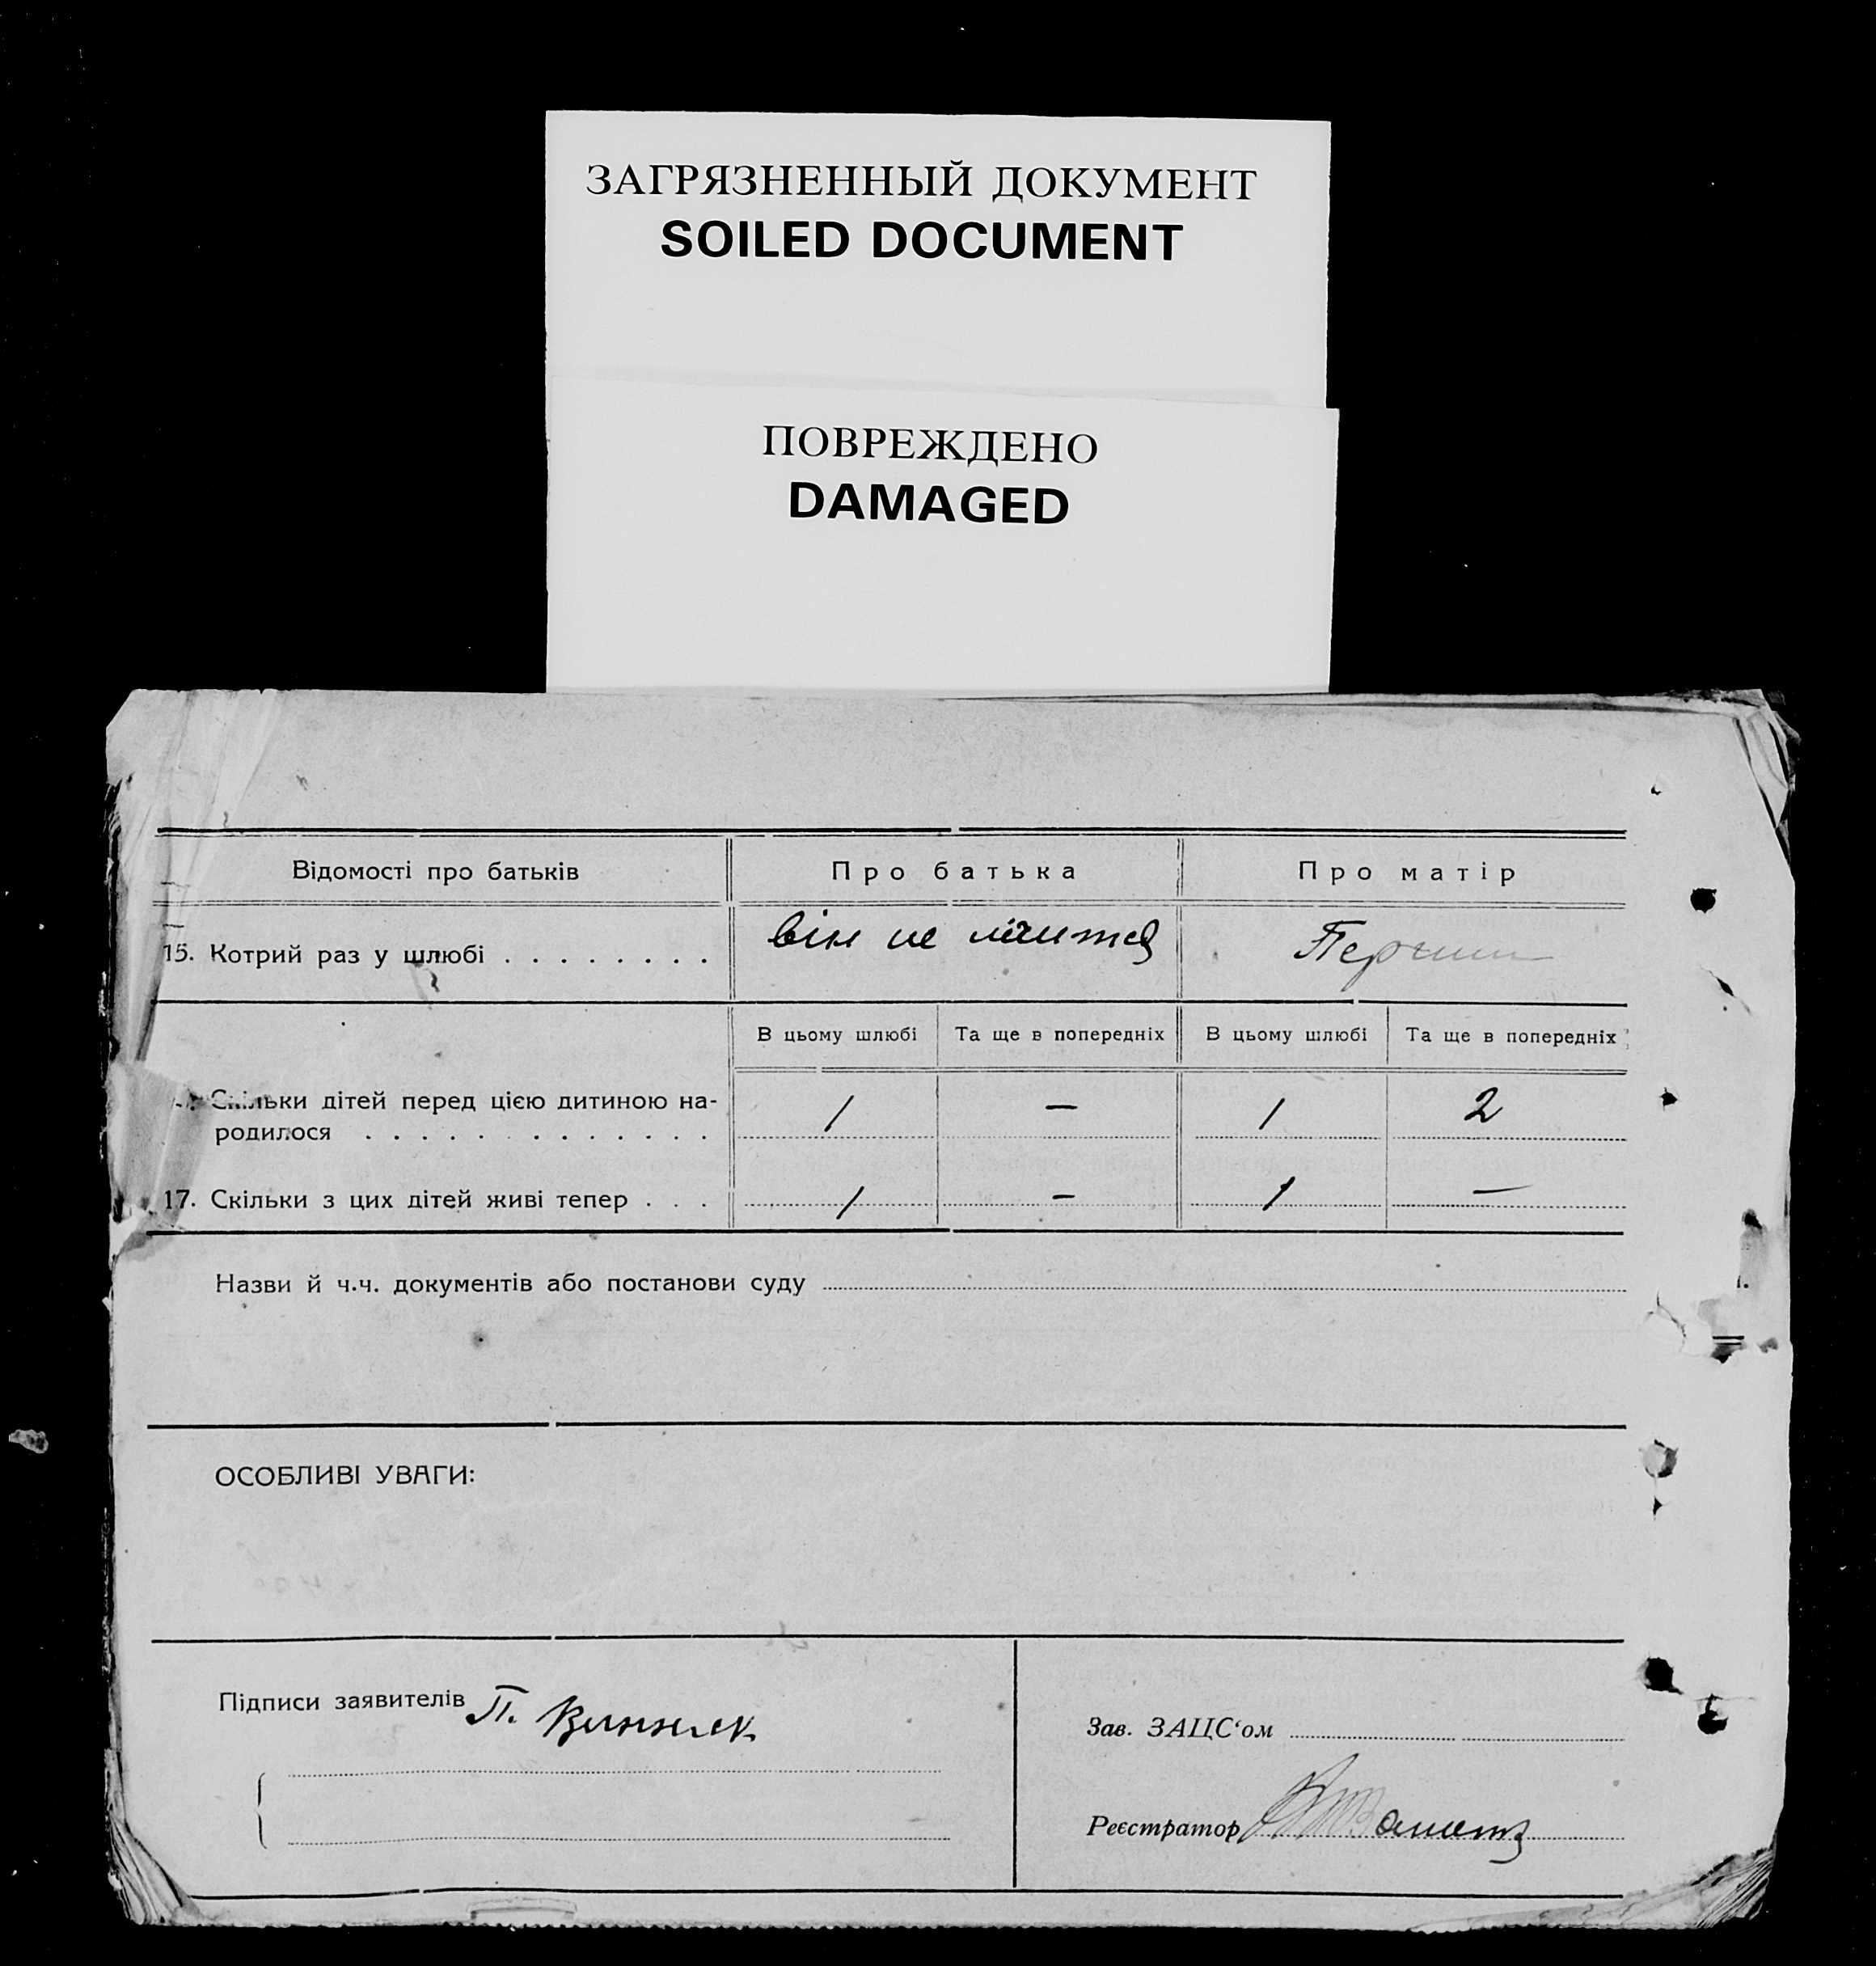 ЗАГРЯЗНЕННЫЙ ДОКУМЕНТ
SOILED DOCUMENT
ПОВРЕЖДЕНО
DAMAGED
Відомості про батьків
Про батька
Про матір
15. Котрий раз у шлюбі
він не
Перший
В цьому шлюбі
Та ще в попередніх
В цьому шлюбі
Та ще в попередніх
Скільки дітей перед цією дитиною на-
родилося
1
—
1
2
17. Скільки з цих дітей живі тепер
1
—
1
—
Назви й ч.ч. документів або постанови суду
ОСОБЛИВІ УВАГИ:
Підписи заявителів П. Винник
Зав. ЗАЦС‘ом
Реєстратор